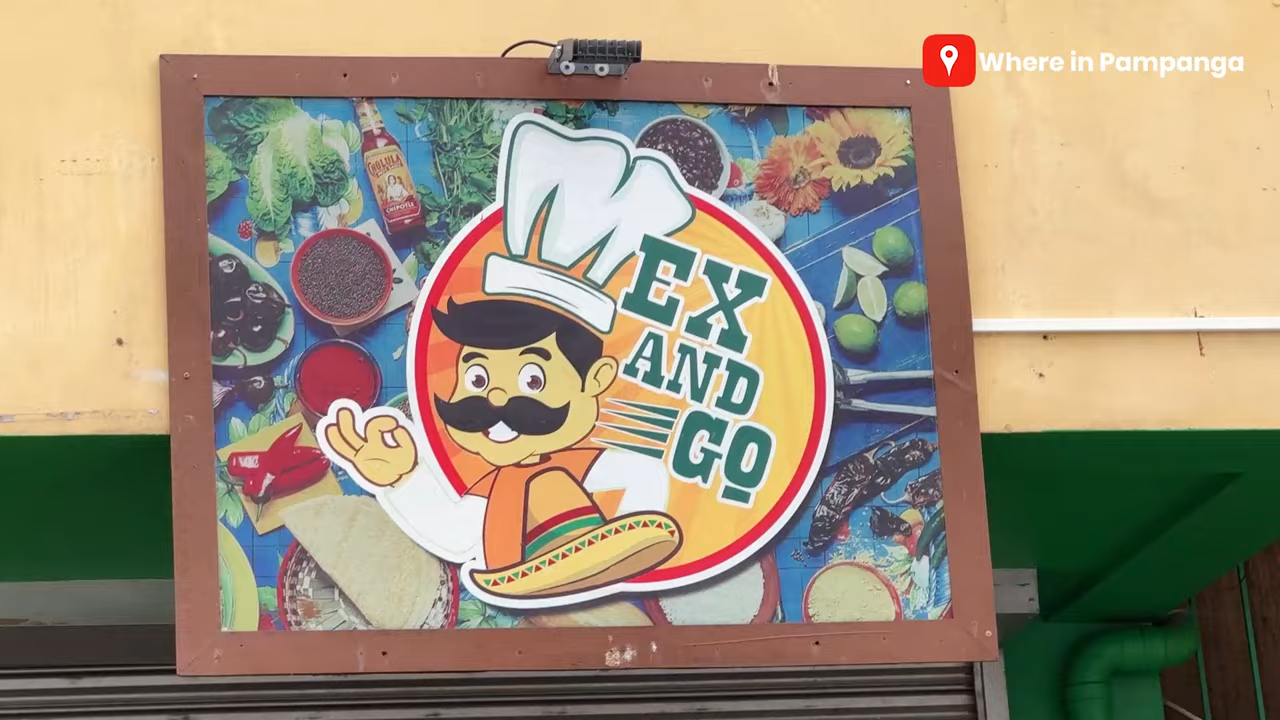 Where in Pampanga
CHOLULA
CHIPOTLE
MEX
AND
GO